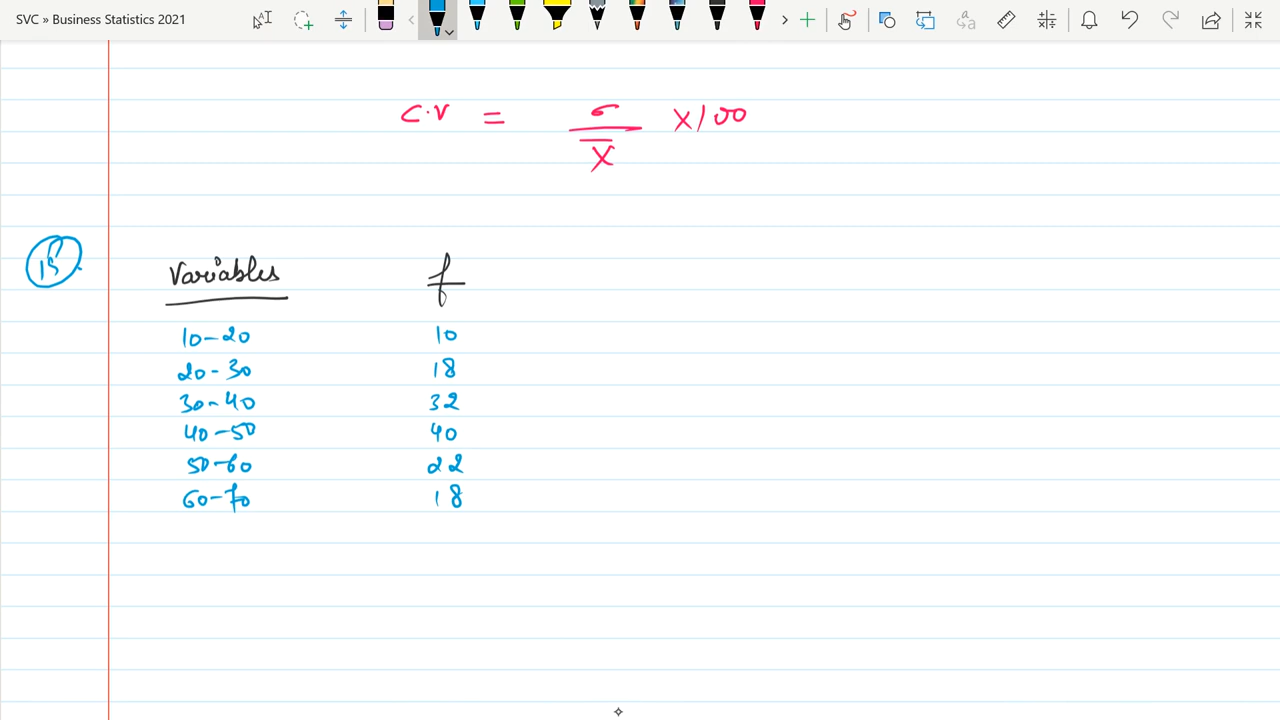 SVC » Business Statistics 2021
C.V = σ/X̅ ×100
15
Variables f
10-20 10
20-30 18
30-40 32
40-50 40
50-60 22
60-70 18